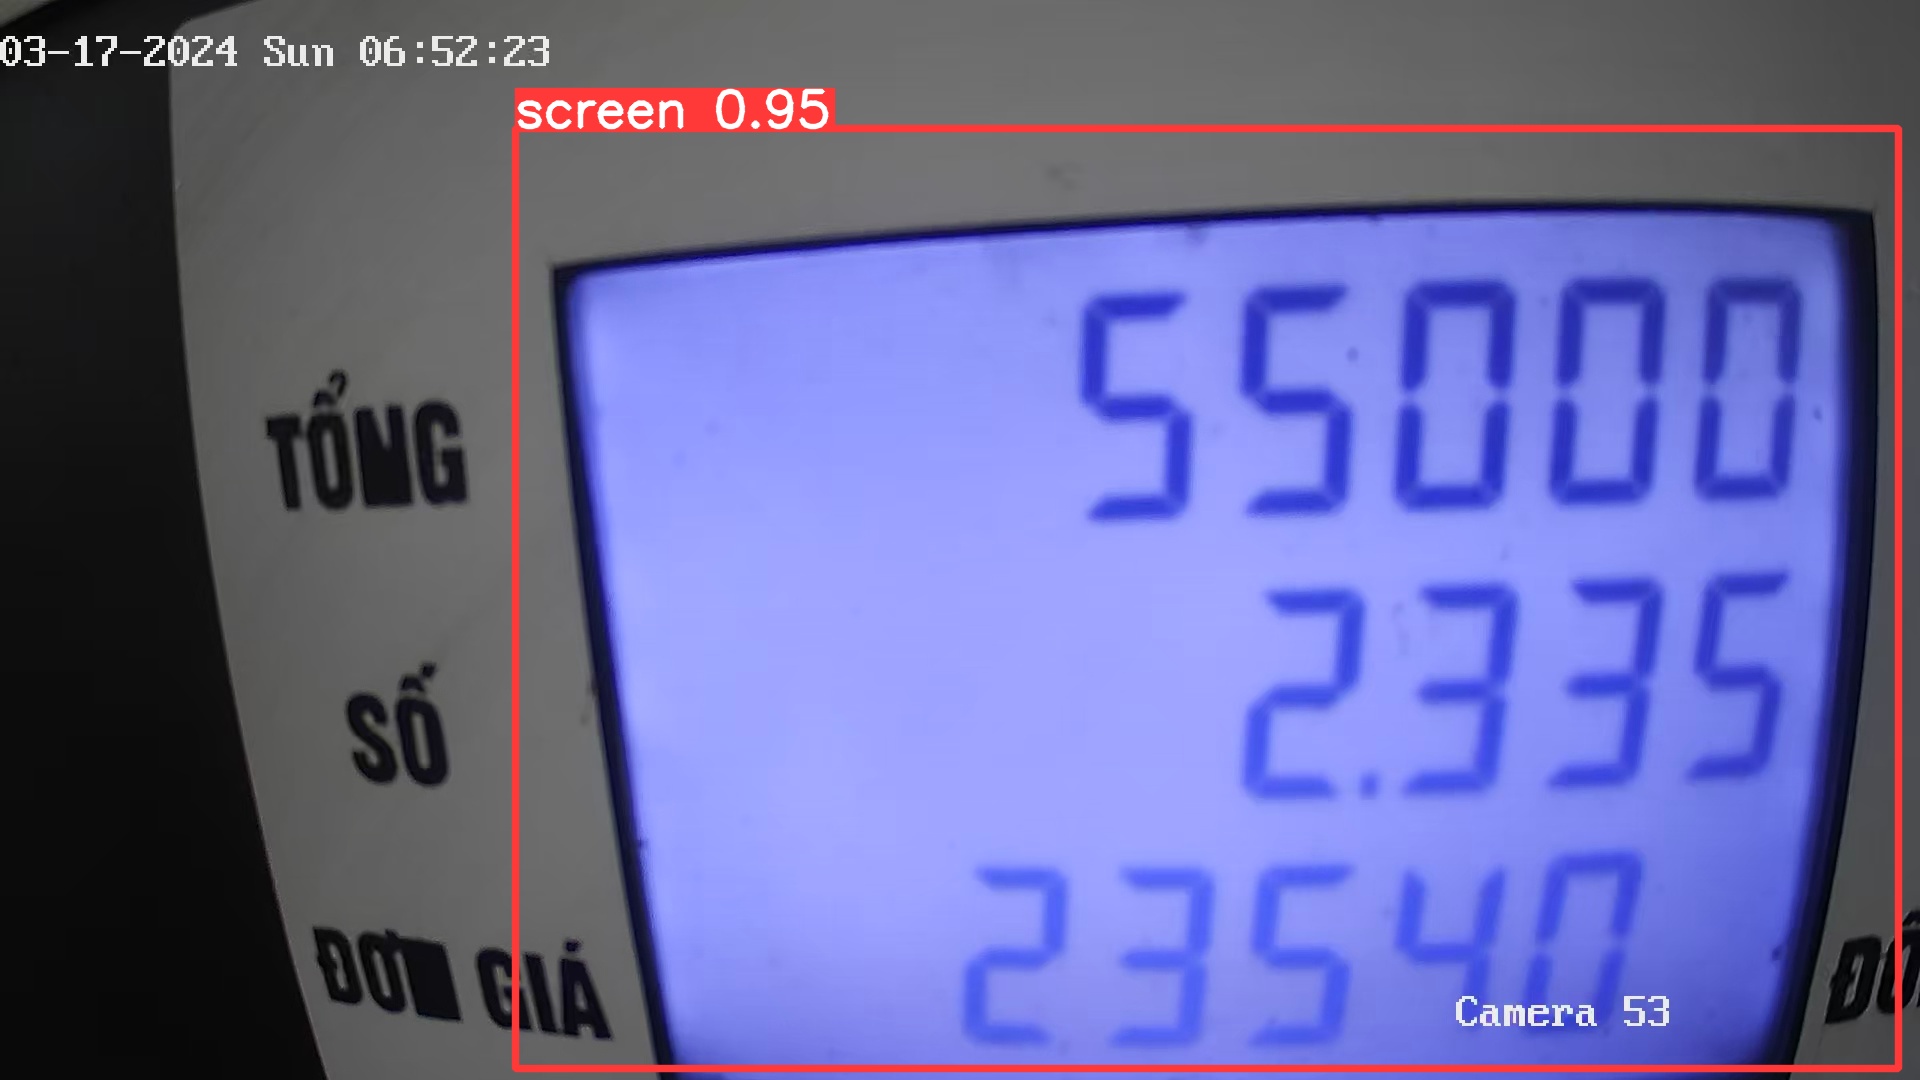 03-17-2024 Sun 06:52:23
screen 0.95
TỔNG 55000
SỐ 2.335
ĐƠN GIÁ 23540
Camera 53